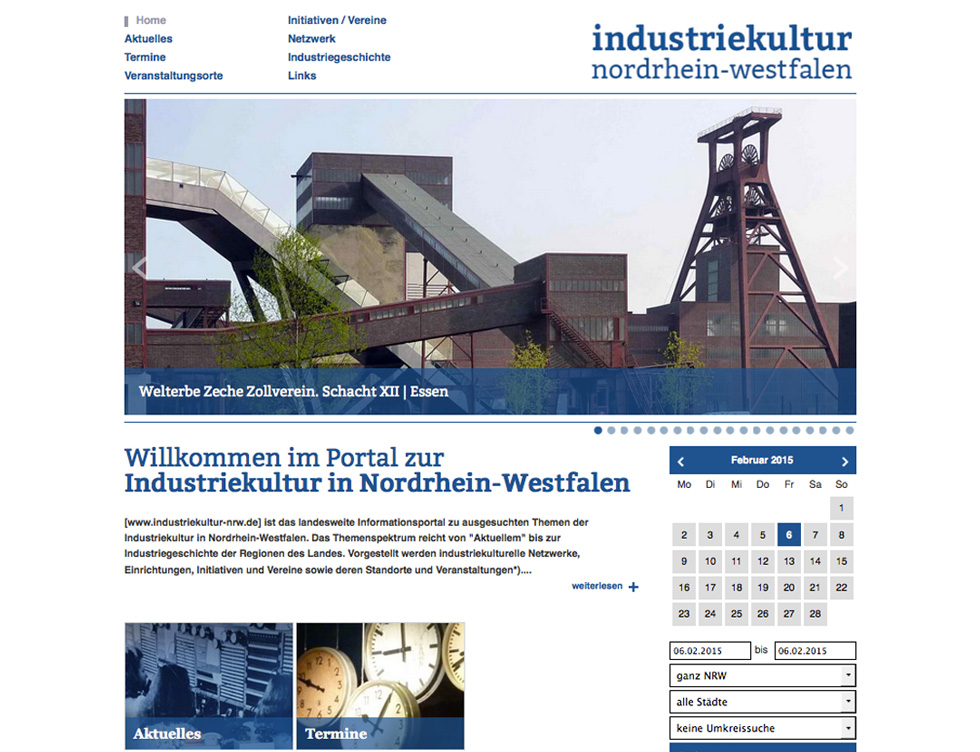 Home
Aktuelles
Termine
Veranstaltungsorte
Initiativen / Vereine
Netzwerk
Industriegeschichte
Links
industriekultur
nordrhein-westfalen
Welterbe Zeche Zollverein. Schacht XII | Essen
Willkommen im Portal zur
Industriekultur in Nordrhein-Westfalen
[www.industriekultur-nrw.de] ist das landesweite Informationsportal zu ausgesuchten Themen der
Industriekultur in Nordrhein-Westfalen. Das Themenspektrum reicht von "Aktuellem" bis zur
Industriegeschichte der Regionen des Landes. Vorgestellt werden industriekulturelle Netzwerke,
Einrichtungen, Initiativen und Vereine sowie deren Standorte und Veranstaltungen*)....
weiterlesen +
Aktuelles
Termine
Februar 2015
Mo Di Mi Do Fr Sa So
1
2 3 4 5 6 7 8
9 10 11 12 13 14 15
16 17 18 19 20 21 22
23 24 25 26 27 28
06.02.2015 bis 06.02.2015
ganz NRW
alle Städte
keine Umkreissuche